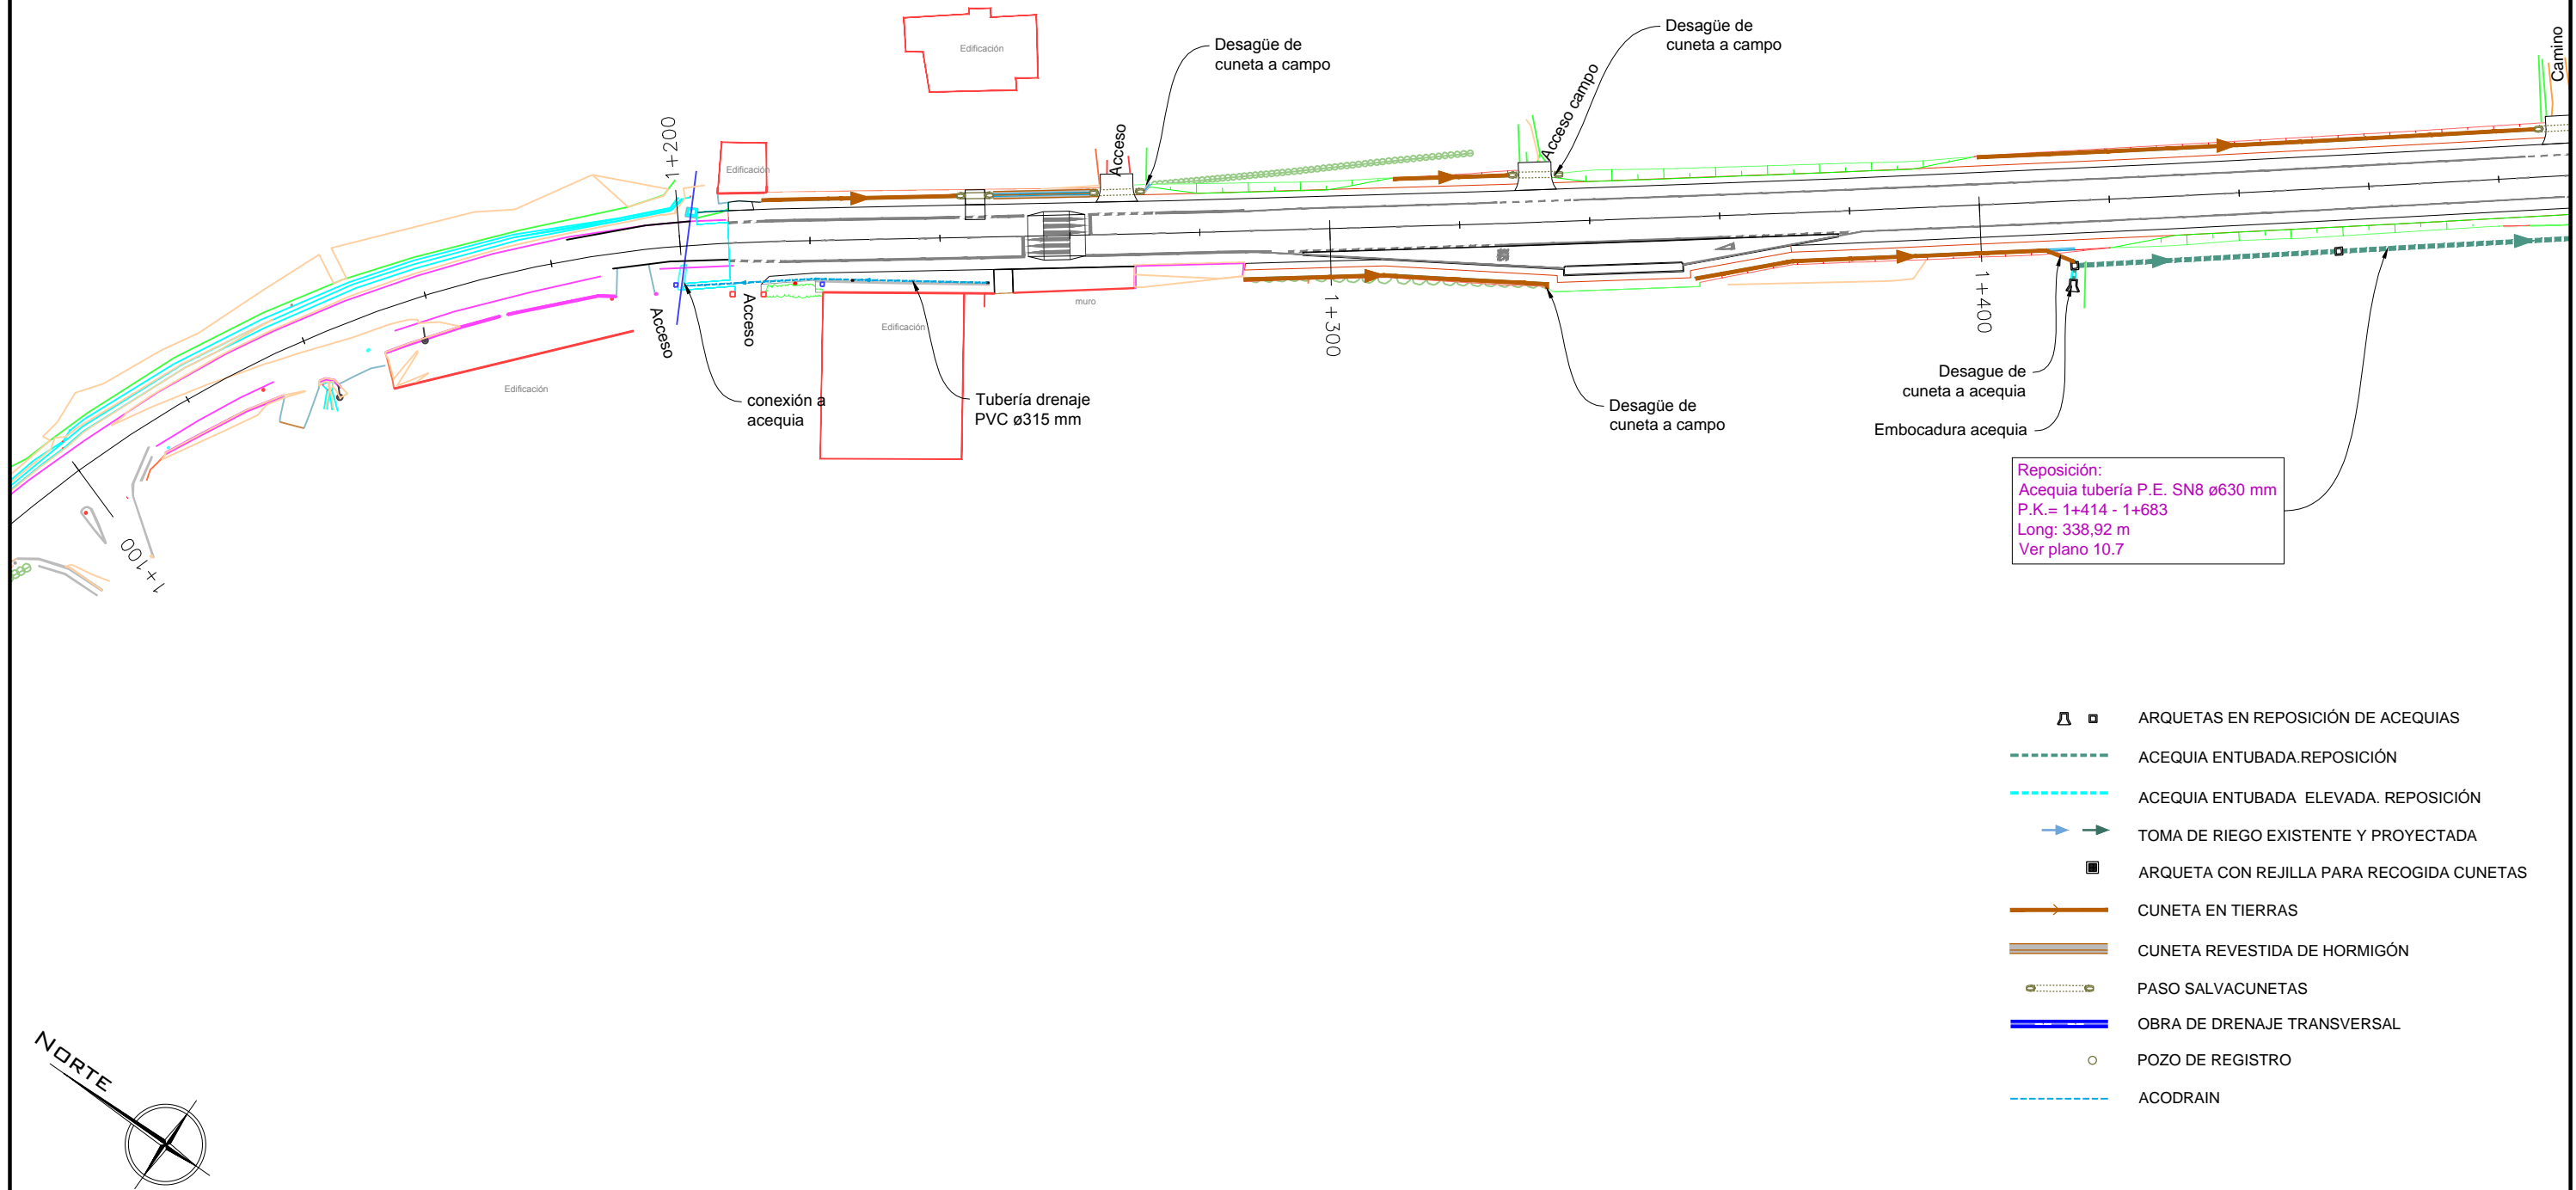 Edificación
Desagüe de
cuneta a campo
Desagüe de
cuneta a campo
Camino
1+200
Edificación
Acceso
Acceso campo
Acceso
Acceso
Edificación
muro
1+300
1+400
Edificación
conexión a
acequia
Tubería drenaje
PVC ø315 mm
Desagüe de
cuneta a campo
Desague de
cuneta a acequia
Embocadura acequia
Reposición:
Acequia tubería P.E. SN8 ø630 mm
P.K.= 1+414 - 1+683
Long: 338,92 m
Ver plano 10.7
1+100
ARQUETAS EN REPOSICIÓN DE ACEQUIAS
ACEQUIA ENTUBADA.REPOSICIÓN
ACEQUIA ENTUBADA ELEVADA. REPOSICIÓN
TOMA DE RIEGO EXISTENTE Y PROYECTADA
ARQUETA CON REJILLA PARA RECOGIDA CUNETAS
CUNETA EN TIERRAS
CUNETA REVESTIDA DE HORMIGÓN
PASO SALVACUNETAS
OBRA DE DRENAJE TRANSVERSAL
POZO DE REGISTRO
ACODRAIN
NORTE